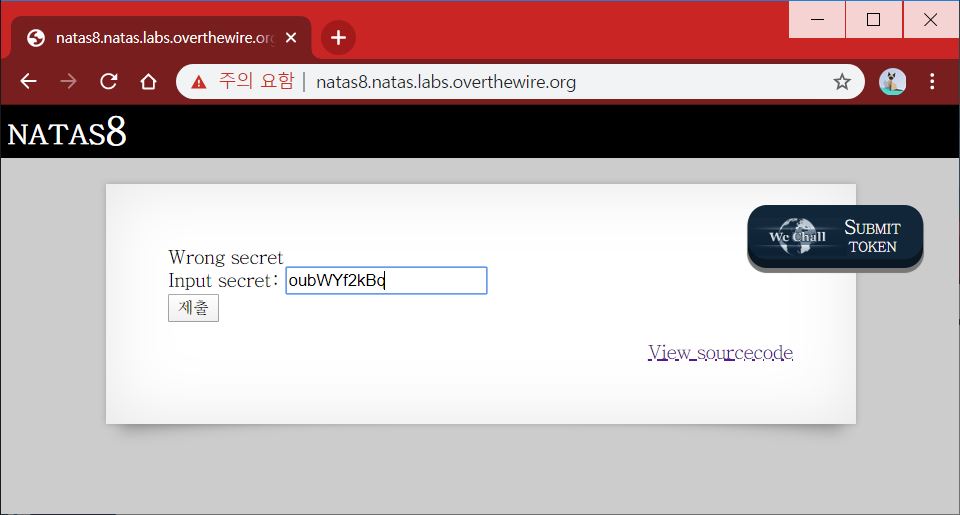 natas8.natas.labs.overthewire.org
주의 요함 | natas8.natas.labs.overthewire.org
NATAS8
We Chall
SUBMIT TOKEN
Wrong secret
Input secret: oubWYf2kBq
제출
View sourcecode